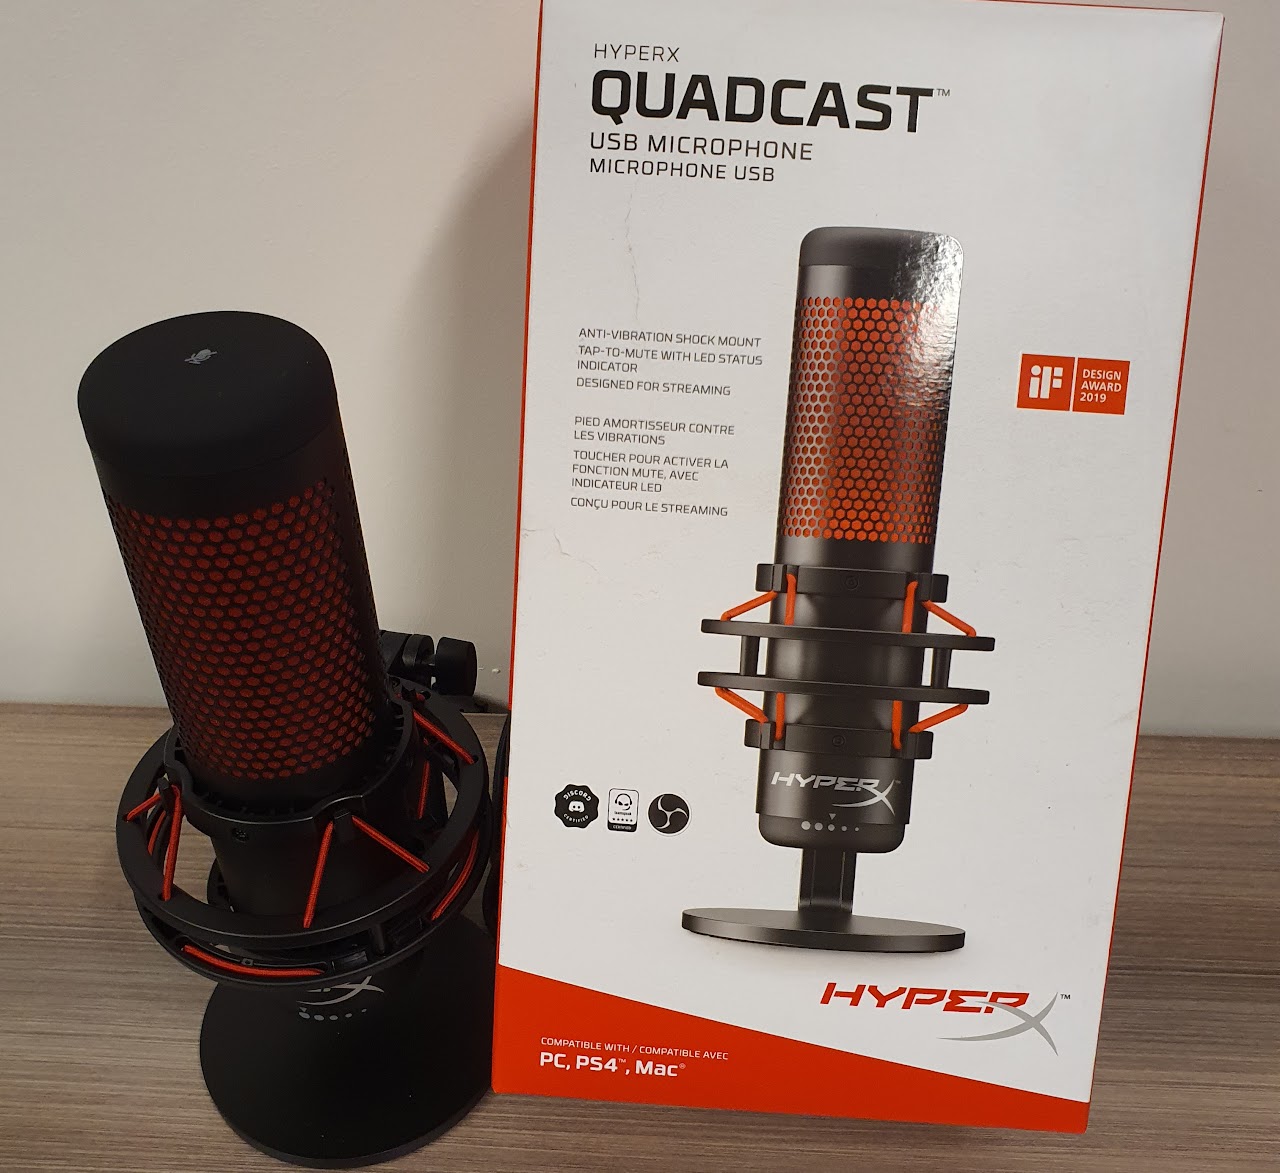 HYPERX
QUADCAST™
USB MICROPHONE
MICROPHONE USB
ANTI-VIBRATION SHOCK MOUNT
TAP-TO-MUTE WITH LED STATUS
INDICATOR
DESIGNED FOR STREAMING
PIED AMORTISSEUR CONTRE
LES VIBRATIONS
TOUCHER POUR ACTIVER LA
FONCTION MUTE, AVEC
INDICATEUR LED
CONÇU POUR LE STREAMING
iF
DESIGN
AWARD
2019
HYPERX™
DISCORD
CERTIFIED
CERTIFIED
HYPERX™
COMPATIBLE WITH / COMPATIBLE AVEC
PC, PS4™, Mac®